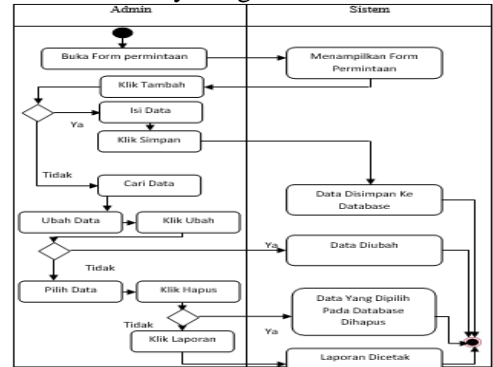 Admin
Sistem
Buka Form permintaan
Menampilkan Form
Permintaan
Klik Tambah
Isi Data
Ya
Klik Simpan
Tidak
Cari Data
Data Disimpan Ke
Database
Ubah Data
Klik Ubah
Ya
Data Diubah
Tidak
Pilih Data
Klik Hapus
Data Yang Dipilih
Pada Database
Dihapus
Tidak
Ya
Klik Laporan
Laporan Dicetak